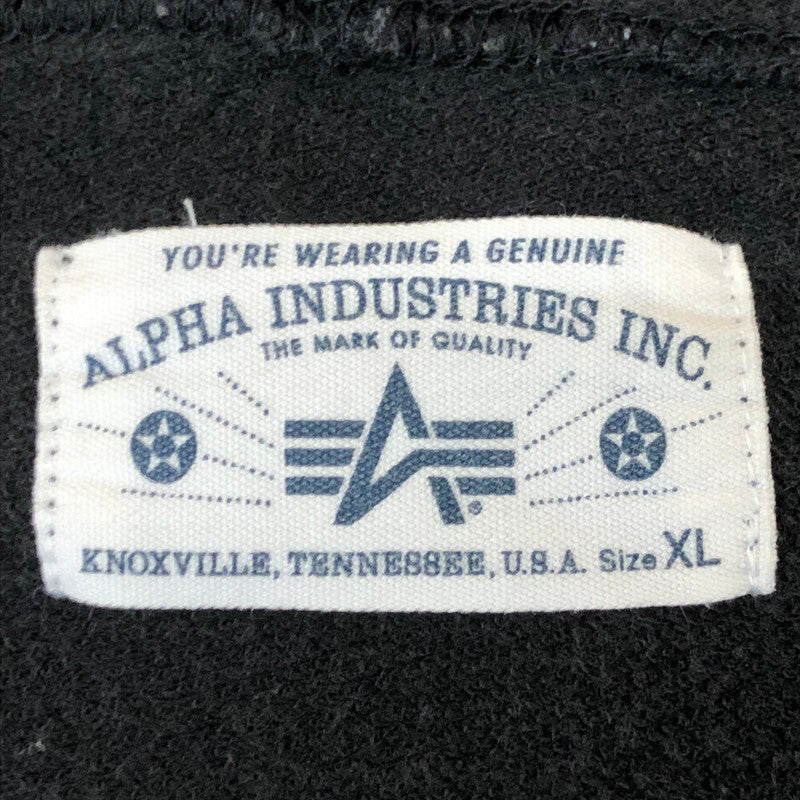 YOU'RE WEARING A GENUINE
ALPHA INDUSTRIES INC.
THE MARK OF QUALITY
®
KNOXVILLE, TENNESSEE, U.S.A. Size XL